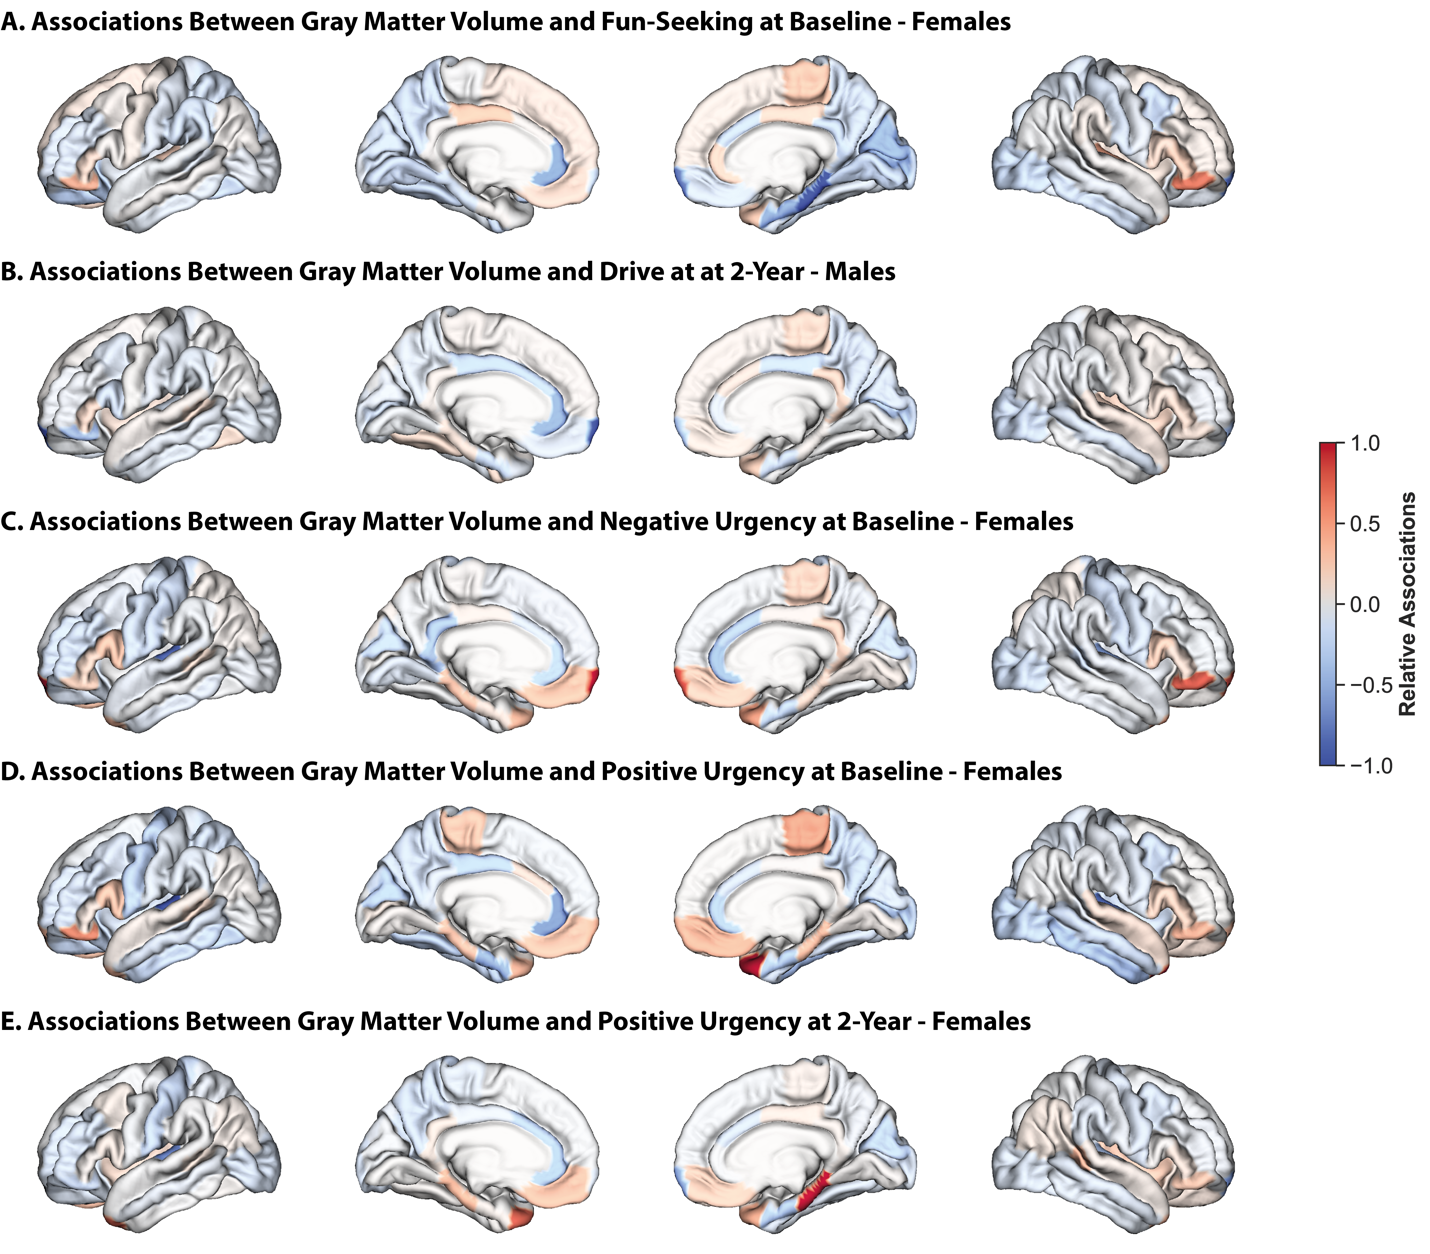 A. Associations Between Gray Matter Volume and Fun-Seeking at Baseline - Females
B. Associations Between Gray Matter Volume and Drive at at 2-Year - Males
C. Associations Between Gray Matter Volume and Negative Urgency at Baseline - Females
D. Associations Between Gray Matter Volume and Positive Urgency at Baseline - Females
E. Associations Between Gray Matter Volume and Positive Urgency at 2-Year - Females
1.0
0.5
0.0
−0.5
−1.0
Relative Associations